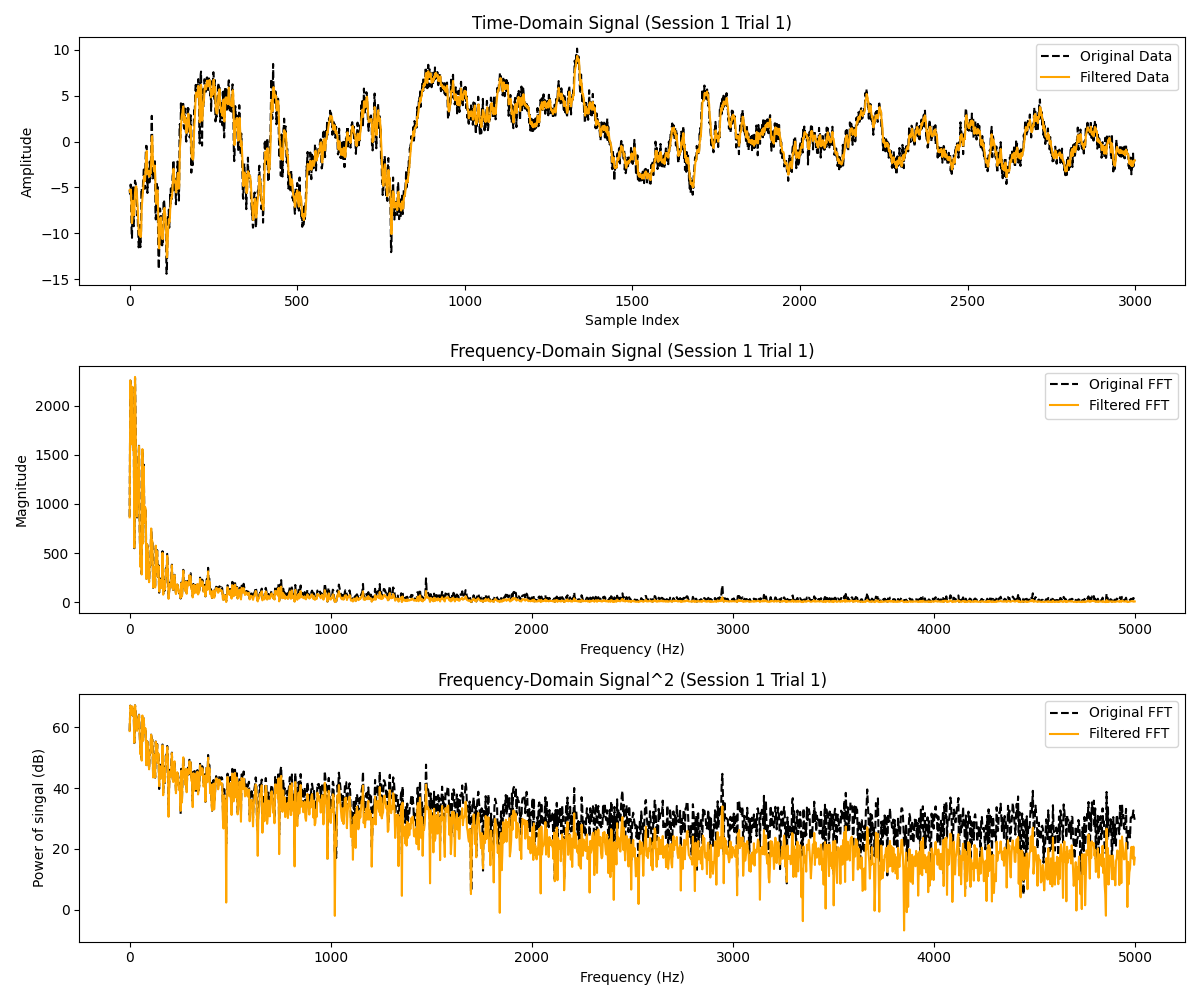 Time-Domain Signal (Session 1 Trial 1)
Original Data
Filtered Data
Amplitude
10
5
0
−5
−10
−15
0 500 1000 1500 2000 2500 3000
Sample Index
Frequency-Domain Signal (Session 1 Trial 1)
Original FFT
Filtered FFT
Magnitude
2000
1500
1000
500
0
0 1000 2000 3000 4000 5000
Frequency (Hz)
Frequency-Domain Signal^2 (Session 1 Trial 1)
Original FFT
Filtered FFT
Power of singal (dB)
60
40
20
0
0 1000 2000 3000 4000 5000
Frequency (Hz)